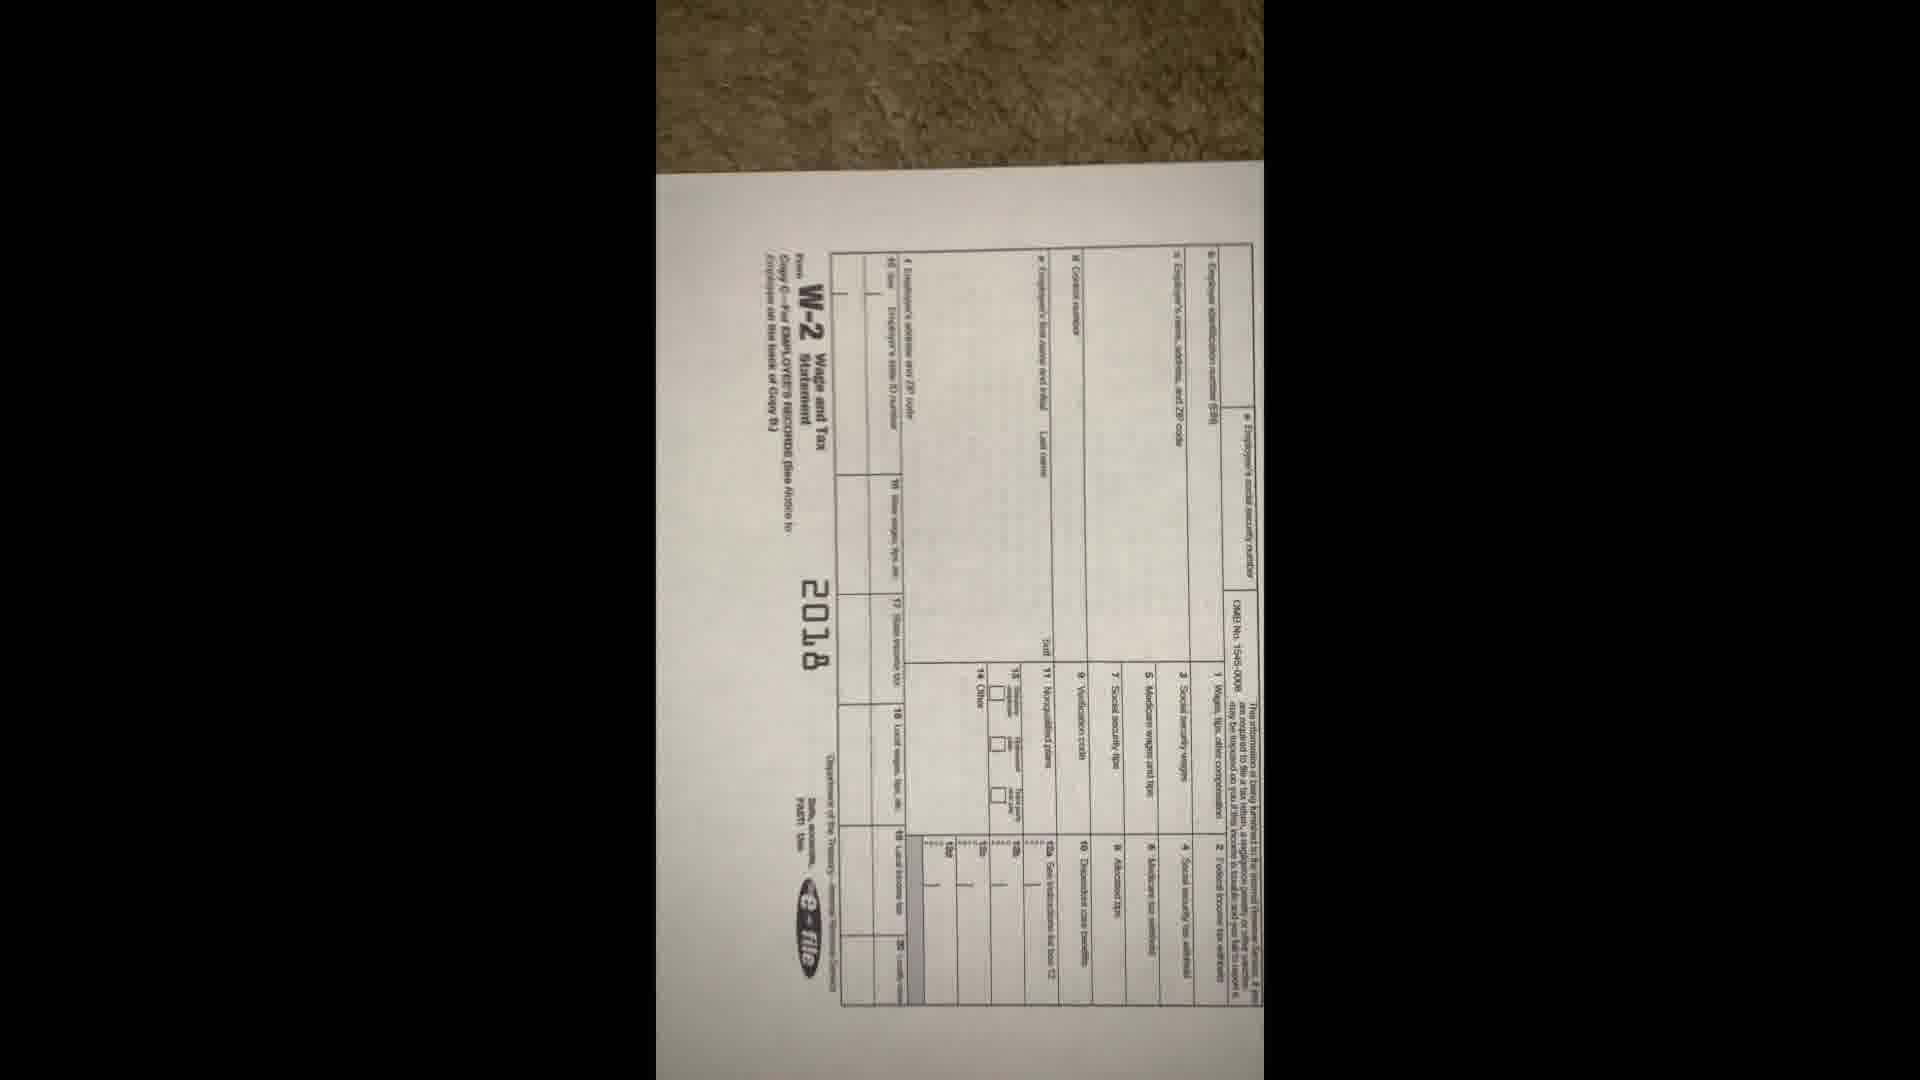 a Employee's social security number
OMB No. 1545-0008
This information is being furnished to the Internal Revenue Service. If you
are required to file a tax return, a negligence penalty or other sanction
may be imposed on you if this income is taxable and you fail to report it.
b Employer identification number (EIN)
1 Wages, tips, other compensation
2 Federal income tax withheld
c Employer's name, address, and ZIP code
3 Social security wages
4 Social security tax withheld
5 Medicare wages and tips
6 Medicare tax withheld
7 Social security tips
8 Allocated tips
d Control number
9 Verification code
10 Dependent care benefits
e Employee's first name and initial Last name Suff.
11 Nonqualified plans
12a See instructions for box 12
13 Statutory employee Retirement plan Third-party sick pay
12b
14 Other
12c
12d
f Employee's address and ZIP code
15 State Employer's state ID number
16 State wages, tips, etc.
17 State income tax
18 Local wages, tips, etc.
19 Local income tax
20 Locality name
Form W-2 Wage and Tax Statement
2018
Department of the Treasury—Internal Revenue Service
Copy C—For EMPLOYEE'S RECORDS (See Notice to
Employee on the back of Copy B.)
Safe, accurate,
FAST! Use
e-file